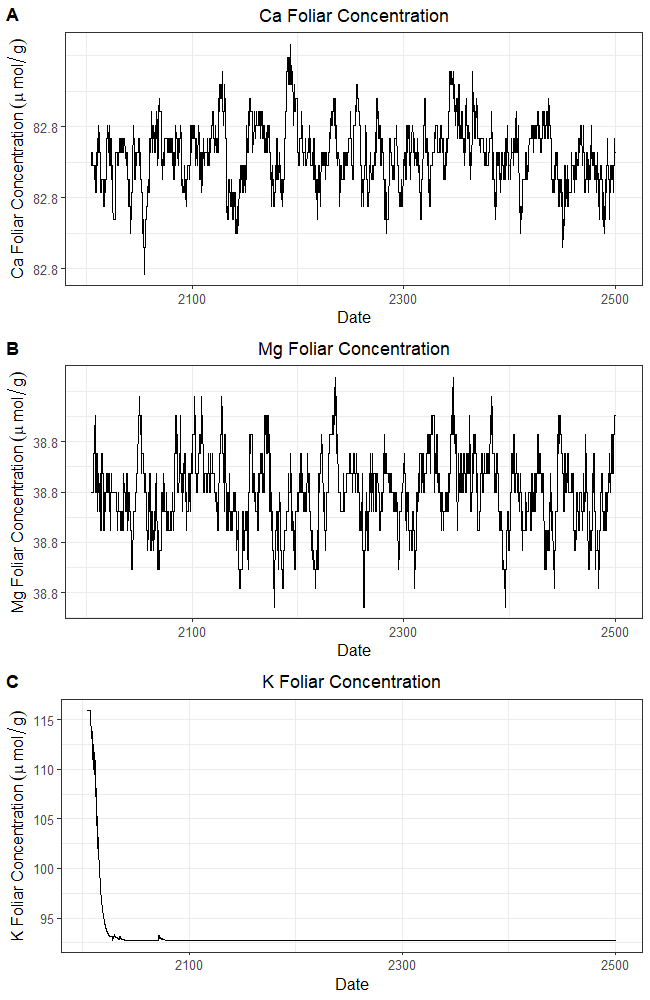 A
Ca Foliar Concentration
Ca Foliar Concentration (μ mol/g)
82.8
82.8
82.8
2100
2300
2500
Date
B
Mg Foliar Concentration
Mg Foliar Concentration (μ mol/g)
38.8
38.8
38.8
38.8
2100
2300
2500
Date
C
K Foliar Concentration
K Foliar Concentration (μ mol/g)
115
110
105
100
95
2100
2300
2500
Date